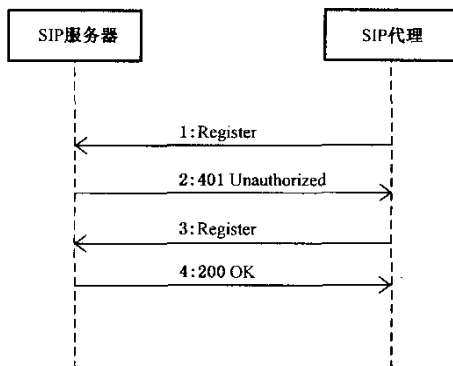 SIP服务器
SIP代理
1:Register
2:401 Unauthorized
3:Register
4:200 OK